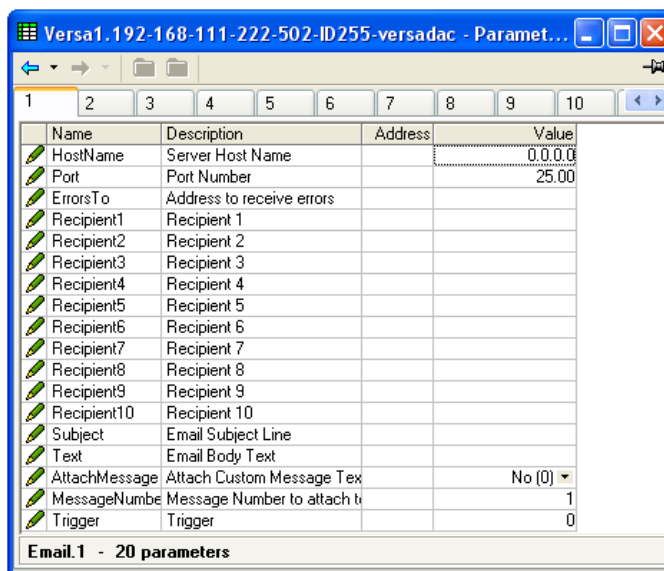 Versa1.192-168-111-222-502-ID255-versadac - Paramet...
1 2 3 4 5 6 7 8 9 10
Name Description Address Value
HostName Server Host Name 0.0.0.0
Port Port Number 25.00
ErrorsTo Address to receive errors
Recipient1 Recipient 1
Recipient2 Recipient 2
Recipient3 Recipient 3
Recipient4 Recipient 4
Recipient5 Recipient 5
Recipient6 Recipient 6
Recipient7 Recipient 7
Recipient8 Recipient 8
Recipient9 Recipient 9
Recipient10 Recipient 10
Subject Email Subject Line
Text Email Body Text
AttachMessage Attach Custom Message Tex No (0)
MessageNumbe Message Number to attach t 1
Trigger Trigger 0
Email.1 - 20 parameters